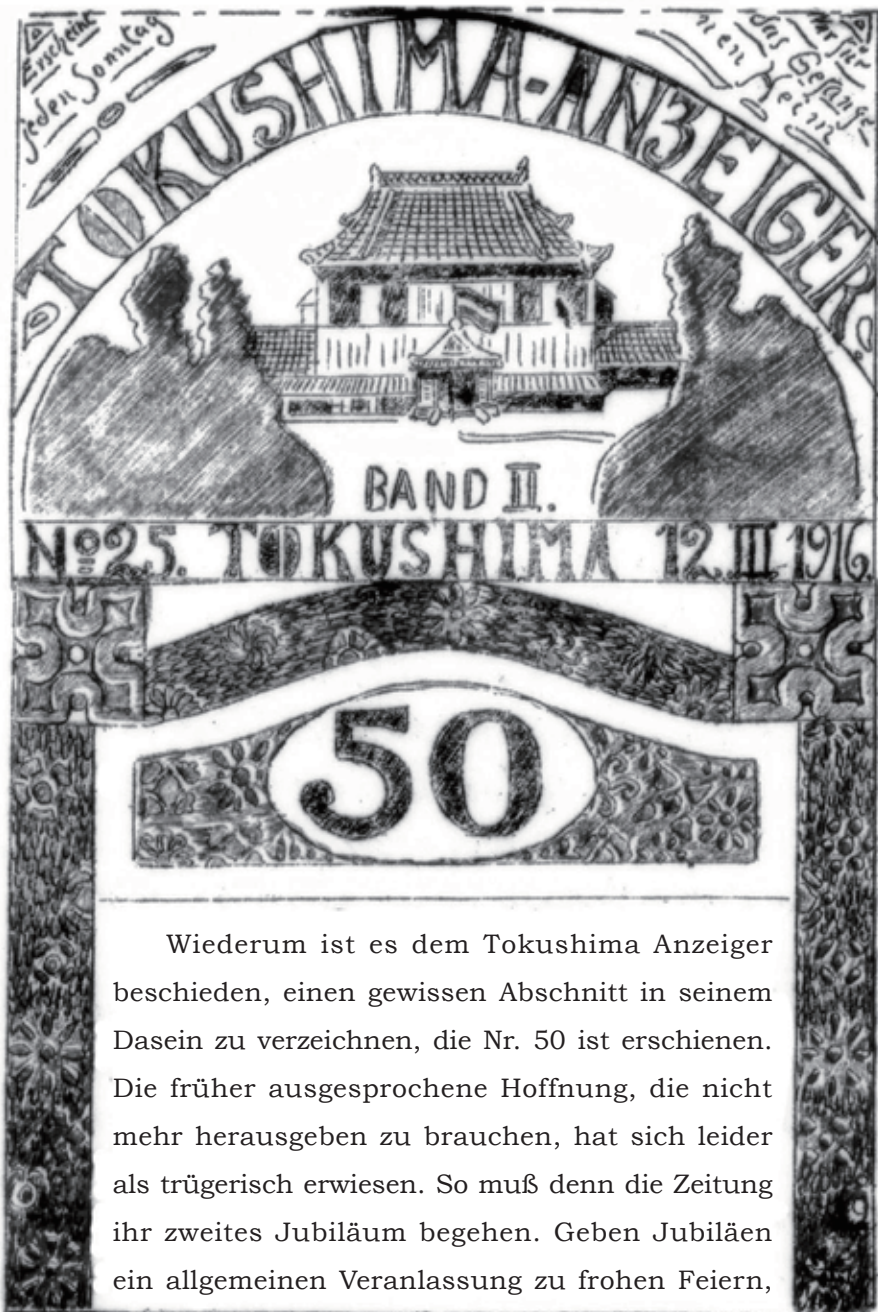 Erscheint
jeden Sonntag
Nur für
das Gefange-
nen Heim
TOKUSHIMA-ANZEIGER
BAND II.
No 25. TOKUSHIMA 12.III.1916.
50
Wiederum ist es dem Tokushima Anzeiger
beschieden, einen gewissen Abschnitt in seinem
Dasein zu verzeichnen, die Nr. 50 ist erschienen.
Die früher ausgesprochene Hoffnung, die nicht
mehr herausgeben zu brauchen, hat sich leider
als trügerisch erwiesen. So muß denn die Zeitung
ihr zweites Jubiläum begehen. Geben Jubiläen
ein allgemeinen Veranlassung zu frohen Feiern,